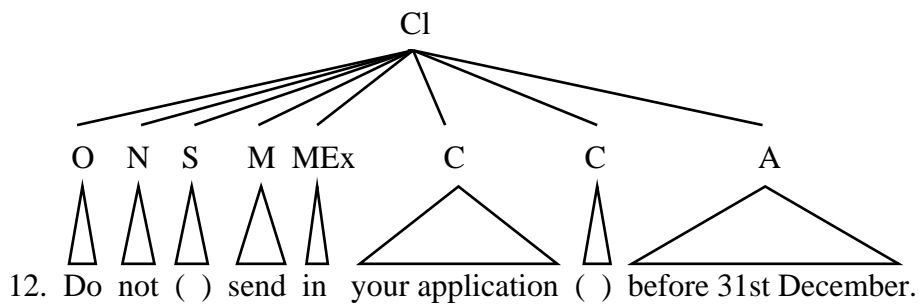 Cl
O N S M MEx C C A
12. Do not ( ) send in your application ( ) before 31st December.